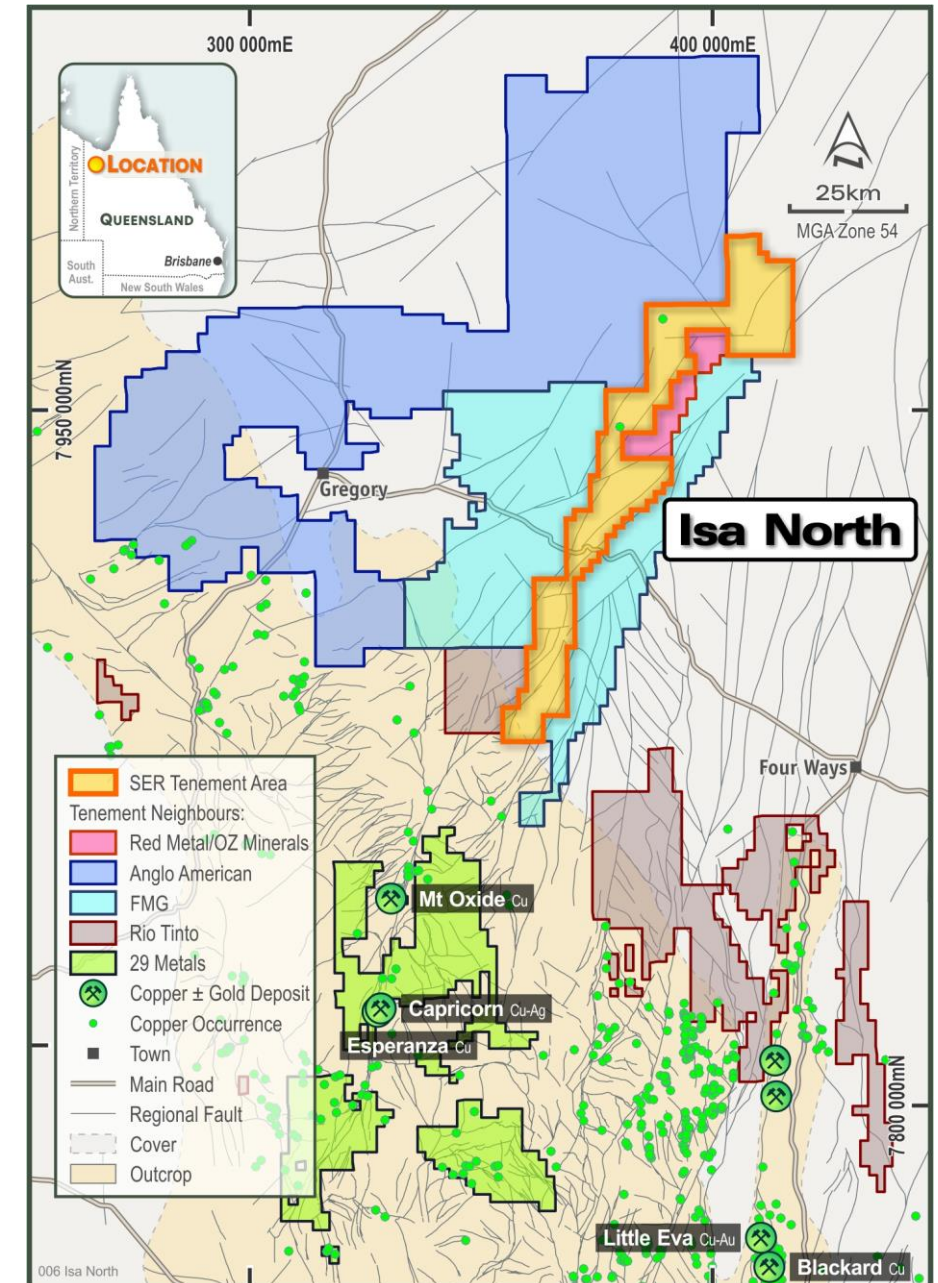 300 000mE
400 000mE
LOCATION
Northern Territory
QUEENSLAND
Brisbane
South
Aust.
New South Wales
25km
MGA Zone 54
7 950 000mN
Gregory
Isa North
Four Ways
SER Tenement Area
Tenement Neighbours:
Red Metal/OZ Minerals
Anglo American
FMG
Rio Tinto
29 Metals
Copper ± Gold Deposit
Copper Occurrence
Town
Main Road
Regional Fault
Cover
Outcrop
Mt Oxide Cu
Capricorn Cu-Ag
Esperanza Cu
7 800 000mN
Little Eva Cu-Au
Blackard Cu
006 Isa North